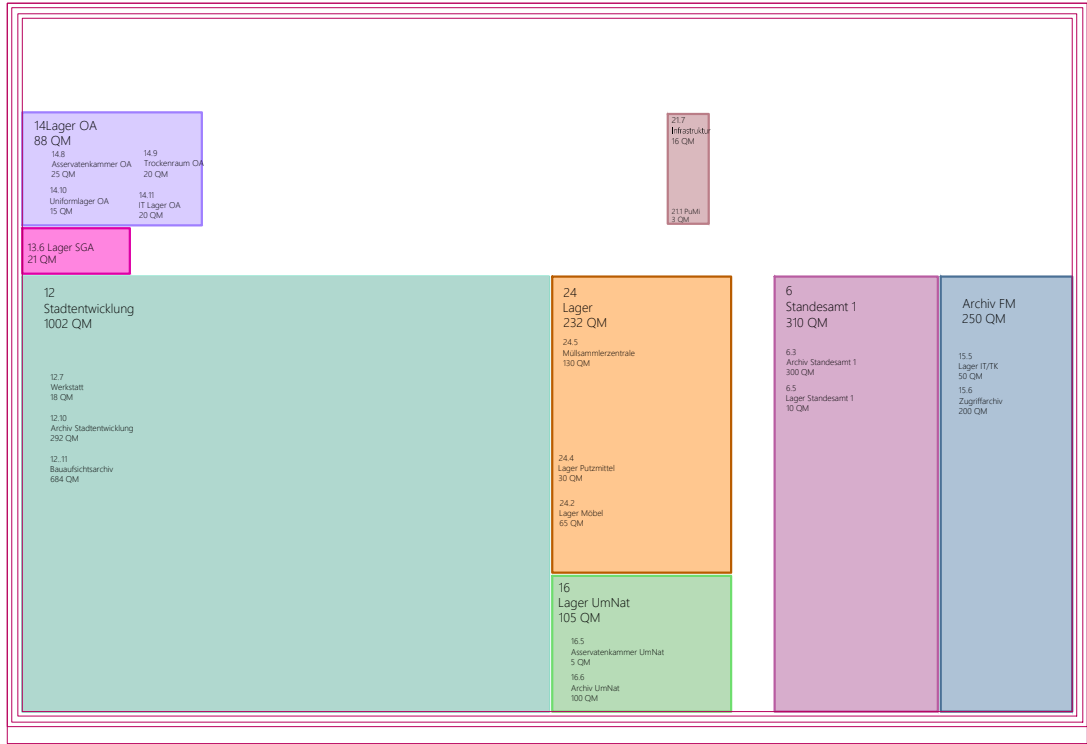 14Lager OA
88 QM
14.8
Asservatenkammer OA
25 QM
14.9
Trockenraum OA
20 QM
14.10
Uniformlager OA
15 QM
14.11
IT Lager OA
20 QM
21.7
Infrastruktur
16 QM
21.1 PuMi
3 QM
13.6 Lager SGA
21 QM
12
Stadtentwicklung
1002 QM
12.7
Werkstatt
18 QM
12.10
Archiv Stadtentwicklung
292 QM
12..11
Bauaufsichtsarchiv
684 QM
24
Lager
232 QM
24.5
Müllsammlerzentrale
130 QM
24.4
Lager Putzmittel
30 QM
24.2
Lager Möbel
65 QM
16
Lager UmNat
105 QM
16.5
Asservatenkammer UmNat
5 QM
16.6
Archiv UmNat
100 QM
6
Standesamt 1
310 QM
6.3
Archiv Standesamt 1
300 QM
6.5
Lager Standesamt 1
10 QM
Archiv FM
250 QM
15.5
Lager IT/TK
50 QM
15.6
Zugriffarchiv
200 QM